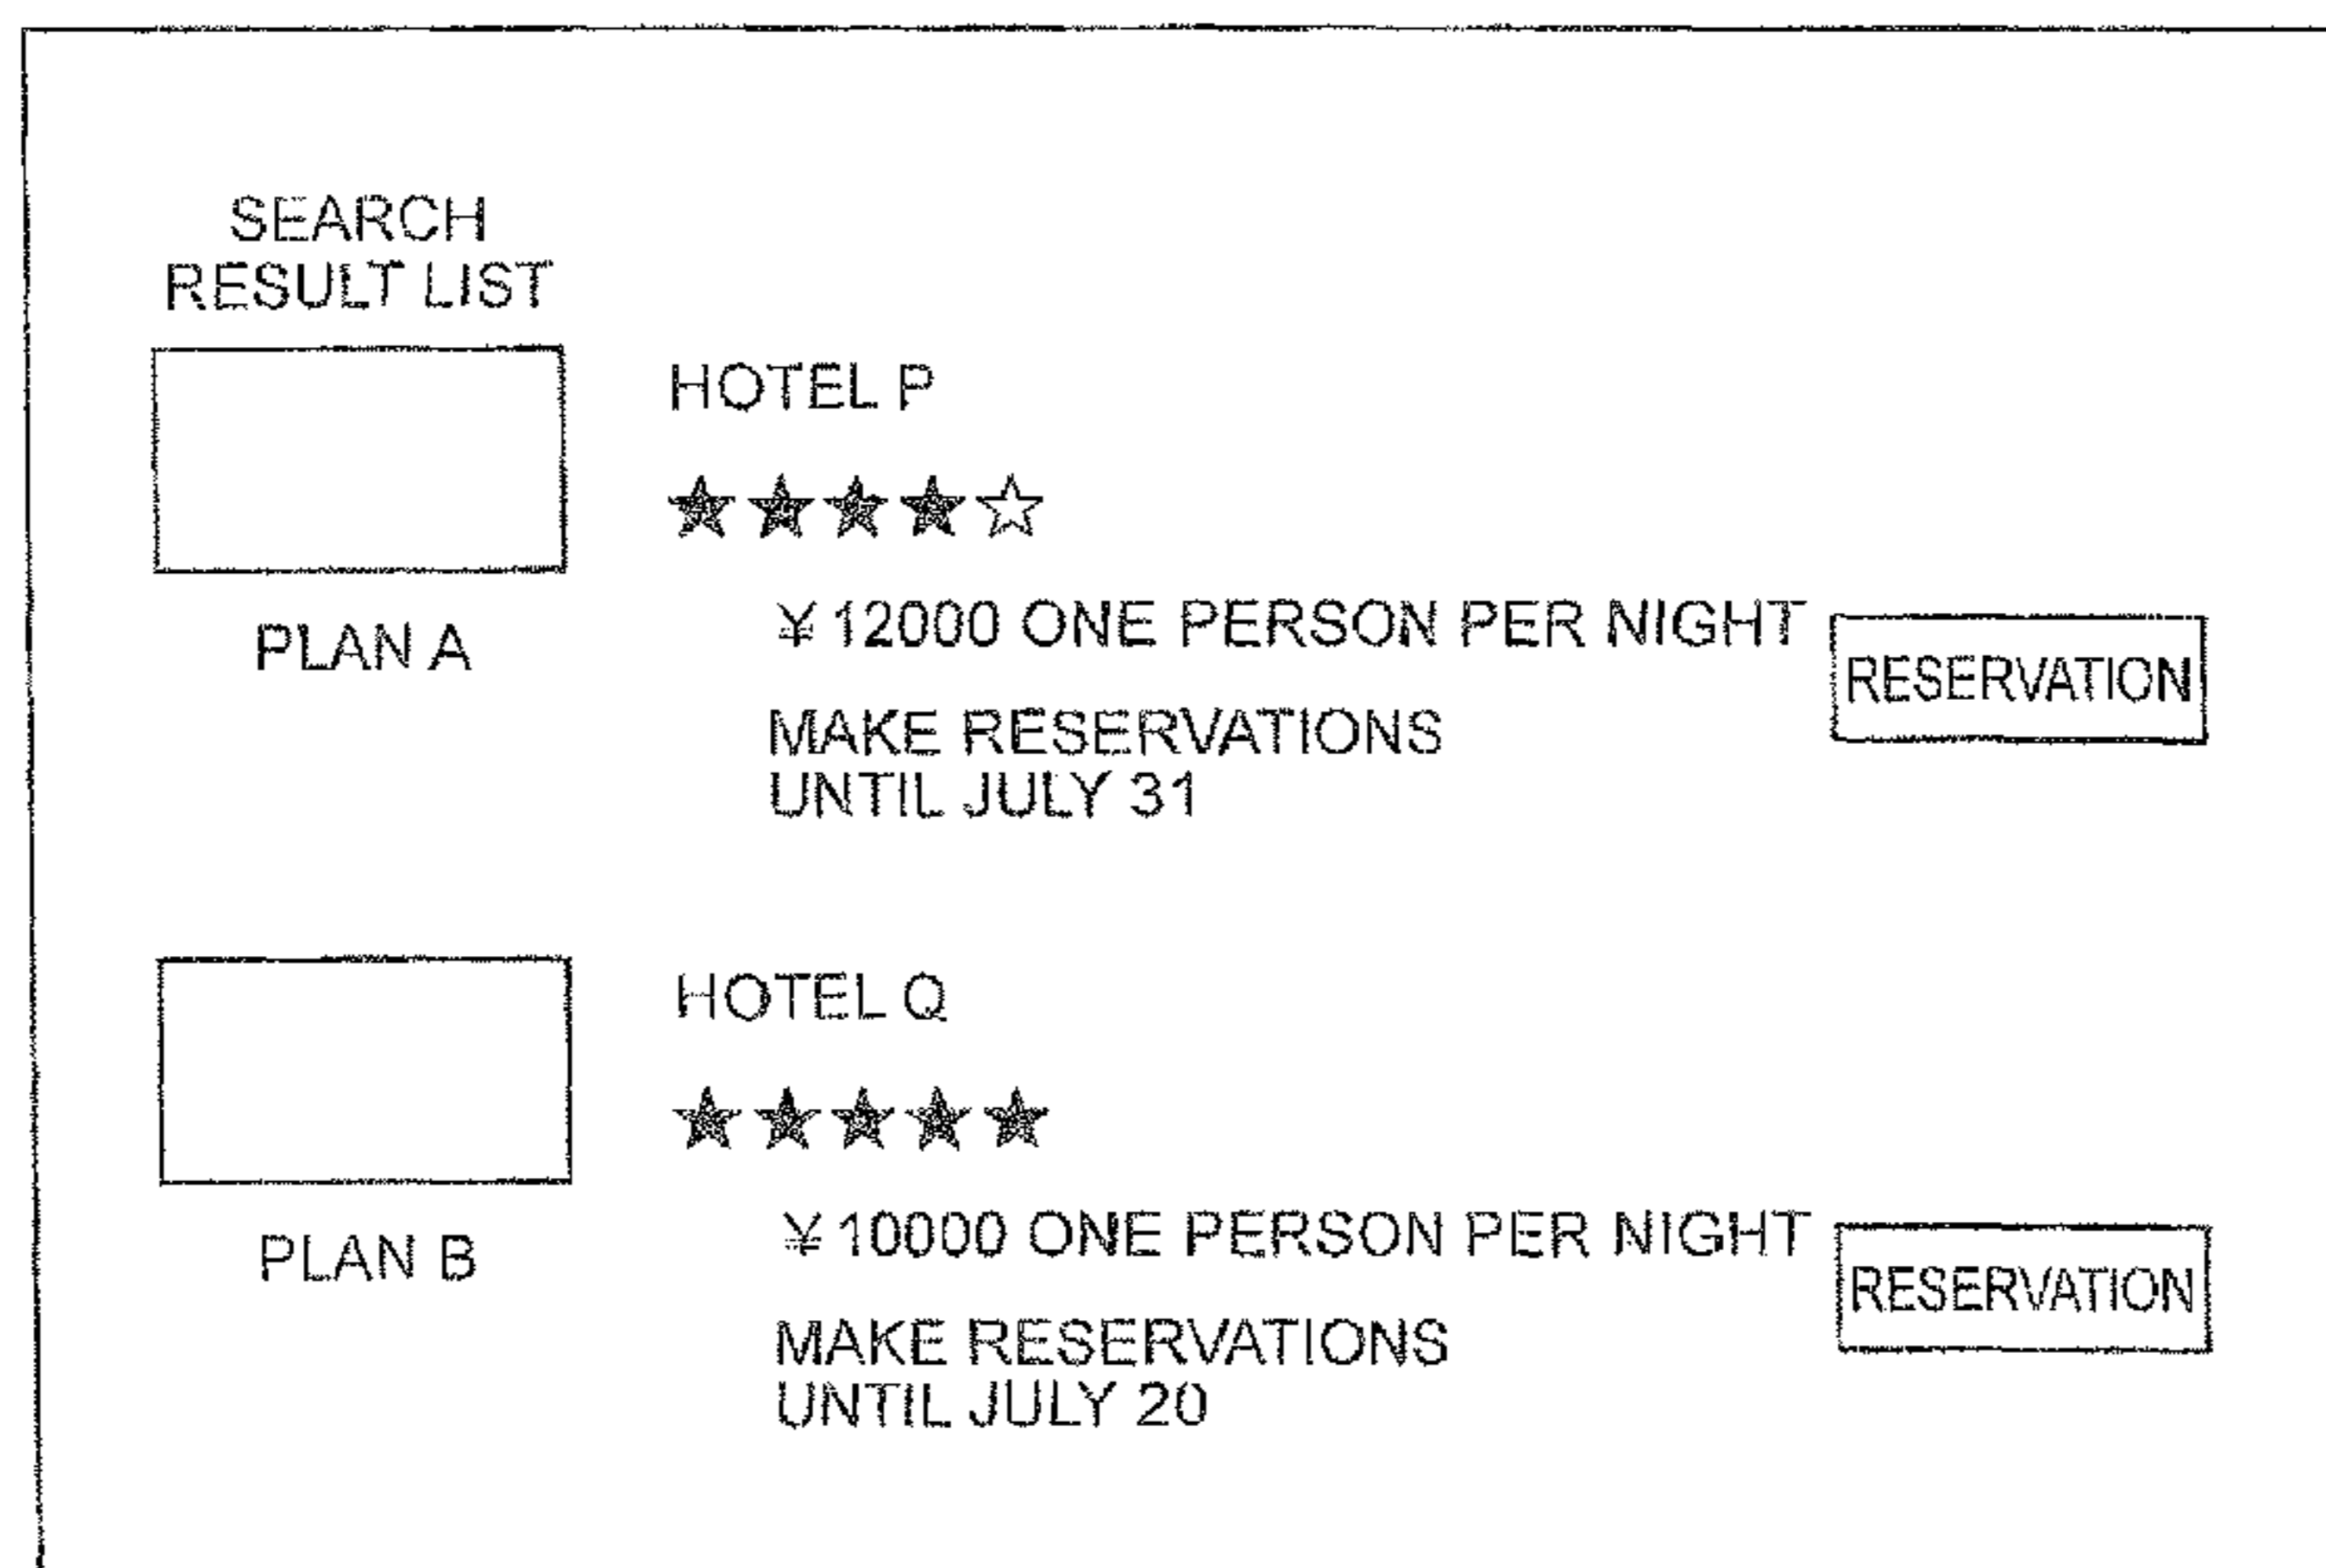 SEARCH
RESULT LIST
HOTEL P
★★★★☆
PLAN A
¥12000 ONE PERSON PER NIGHT
RESERVATION
MAKE RESERVATIONS
UNTIL JULY 31
HOTEL Q
★★★★★
PLAN B
¥10000 ONE PERSON PER NIGHT
RESERVATION
MAKE RESERVATIONS
UNTIL JULY 20